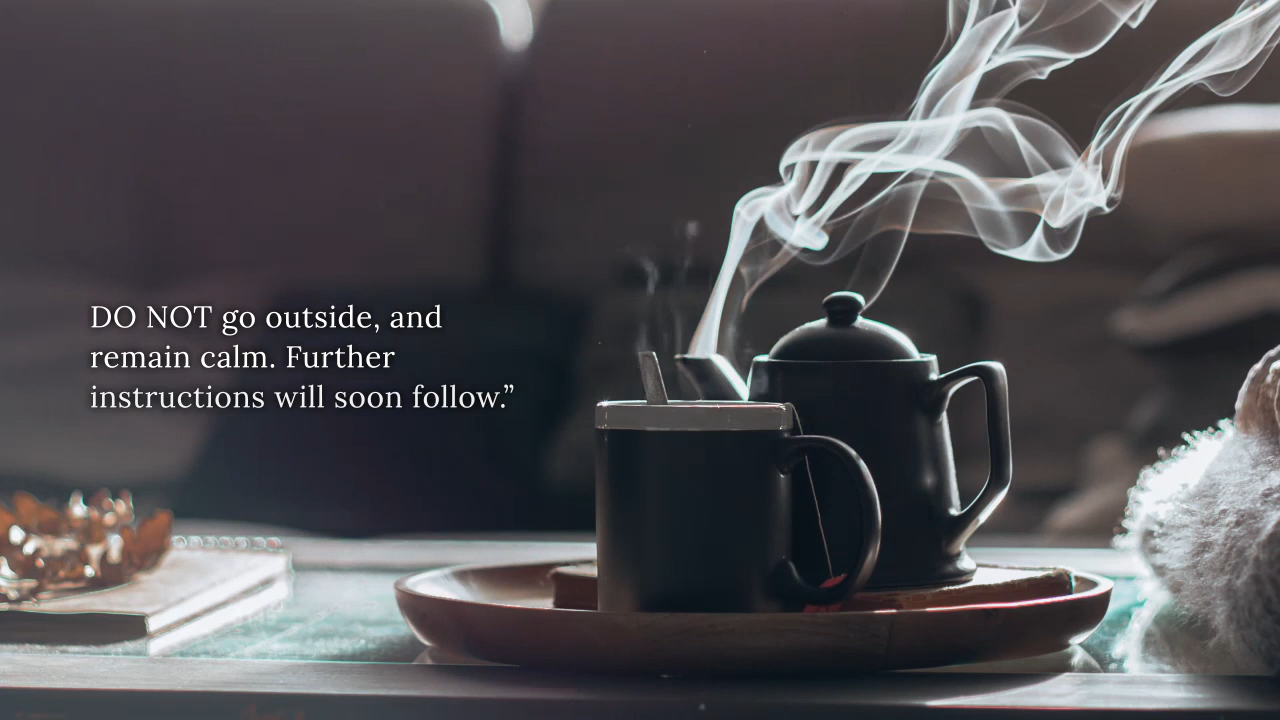 DO NOT go outside, and
remain calm. Further
instructions will soon follow.”